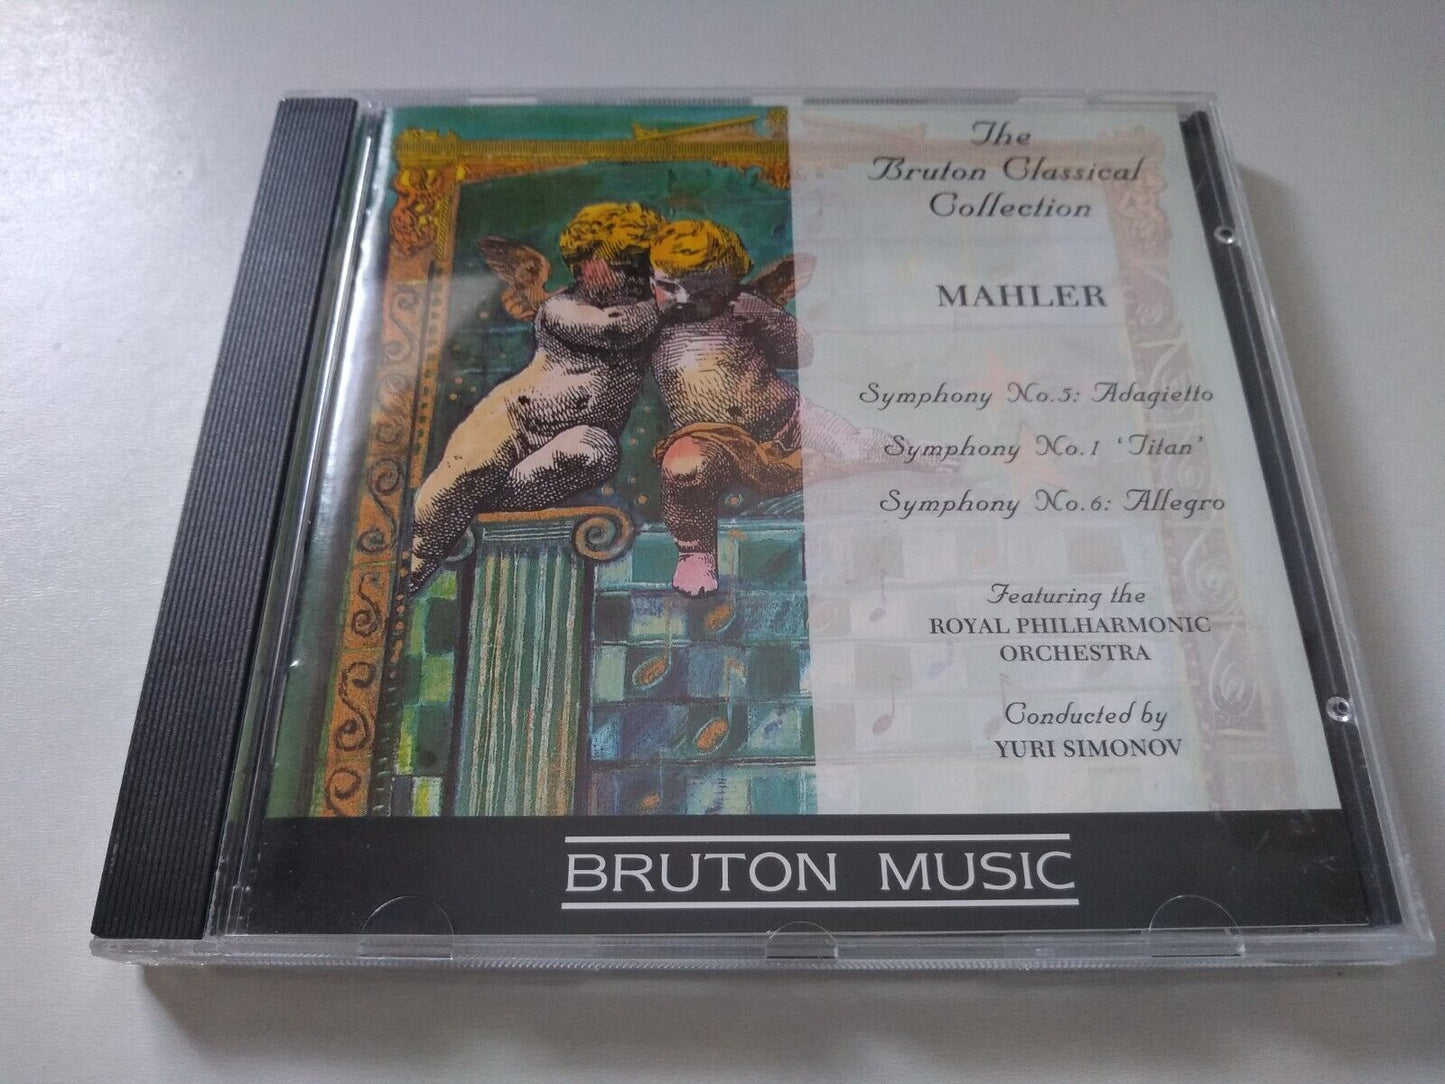 The
Bruton Classical
Collection
MAHLER
Symphony No.5: Adagietto
Symphony No.1 ‘Titan’
Symphony No.6: Allegro
Featuring the
ROYAL PHILHARMONIC
ORCHESTRA
Conducted by
YURI SIMONOV
BRUTON MUSIC